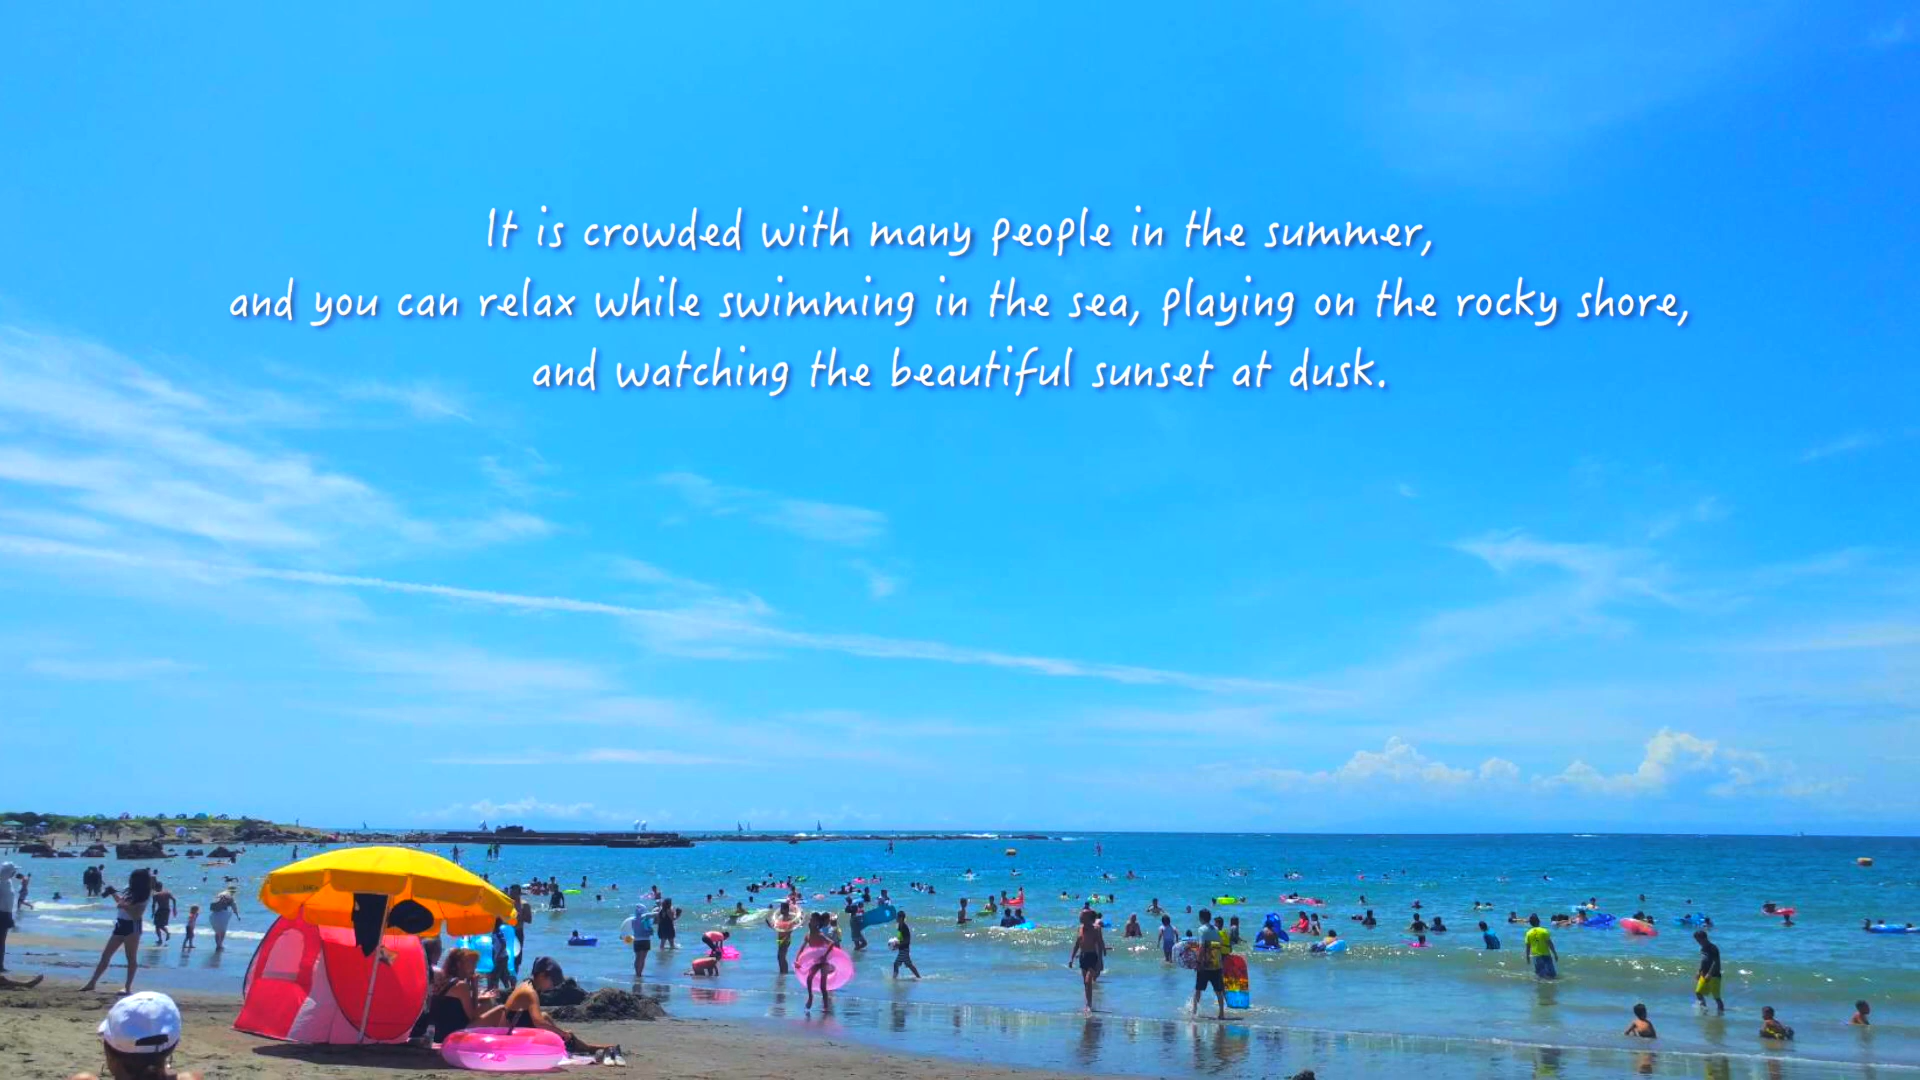 It is crowded with many people in the summer,
and you can relax while swimming in the sea, playing on the rocky shore,
and watching the beautiful sunset at dusk.